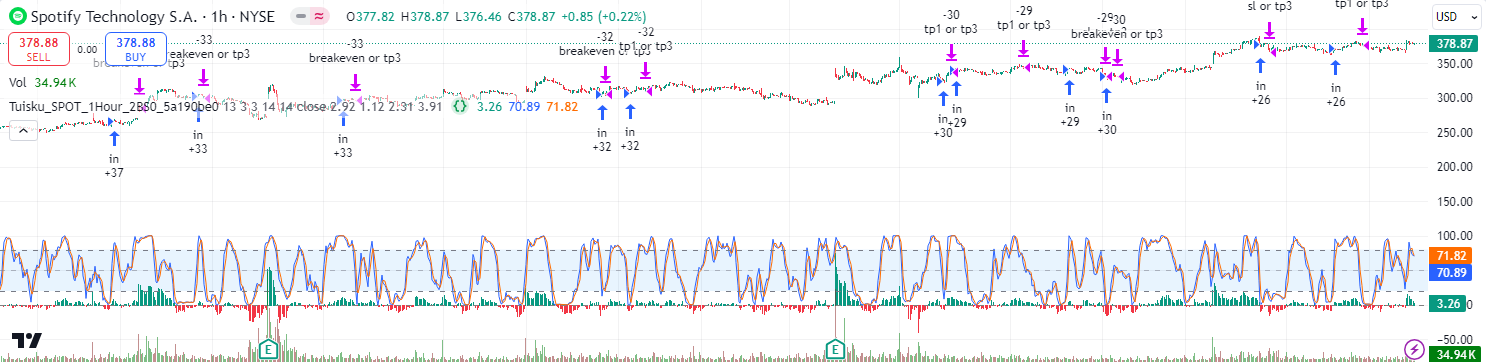 Spotify Technology S.A. · 1h · NYSE
O377.82 H378.87 L376.46 C378.87 +0.85 (+0.22%)
378.88
SELL
0.00
378.88
BUY
Vol 34.94 K
Tuisku_SPOT_1Hour_2B50_5a190be0 13 3 3 14 14 close 2.92 1.12 2.31 3.91 {} 3.26 70.89 71.82
-33
breakeven or tp3
-33
breakeven or tp3
-32
breakeven or tp3
-32
tp1 or tp3
-30
tp1 or tp3
-29
tp1 or tp3
-29
-30
breakeven or tp3
sl or tp3
tp1 or tp3
in
+37
in
+33
in
+33
in
+32
in
+32
in
+30
in
+29
in
+29
in
+30
in
+26
in
+26
USD
378.87
350.00
300.00
250.00
200.00
150.00
100.00
71.82
70.89
3.26
0
−50.00
34.94 K
E
E